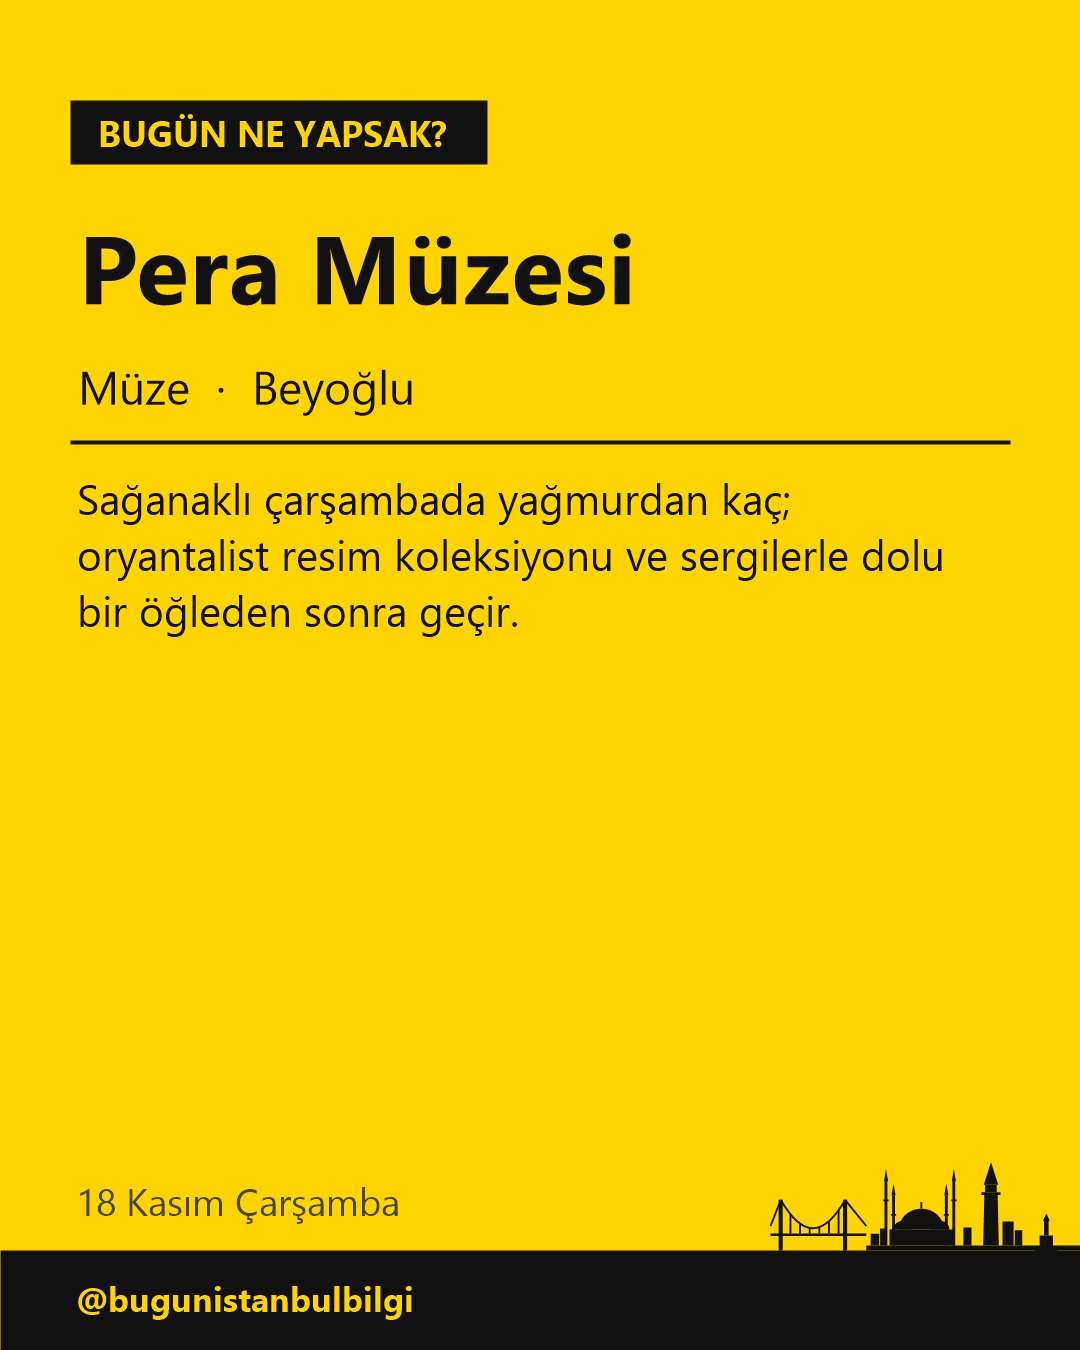 BUGÜN NE YAPSAK?
Pera Müzesi
Müze · Beyoğlu
Sağanaklı çarşambada yağmurdan kaç;
oryantalist resim koleksiyonu ve sergilerle dolu
bir öğleden sonra geçir.
18 Kasım Çarşamba
@bugunistanbulbilgi